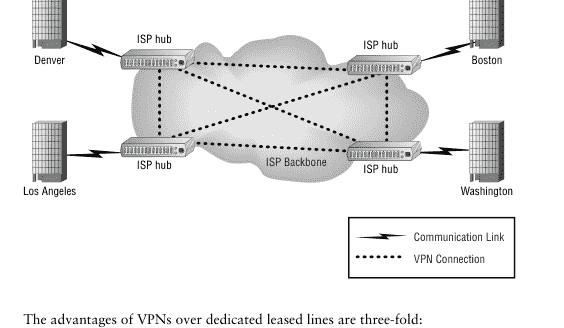 ISP hub
ISP hub
Denver
Boston
ISP hub
ISP Backbone
ISP hub
Los Angeles
Washington
Communication Link
VPN Connection
The advantages of VPNs over dedicated leased lines are three-fold: